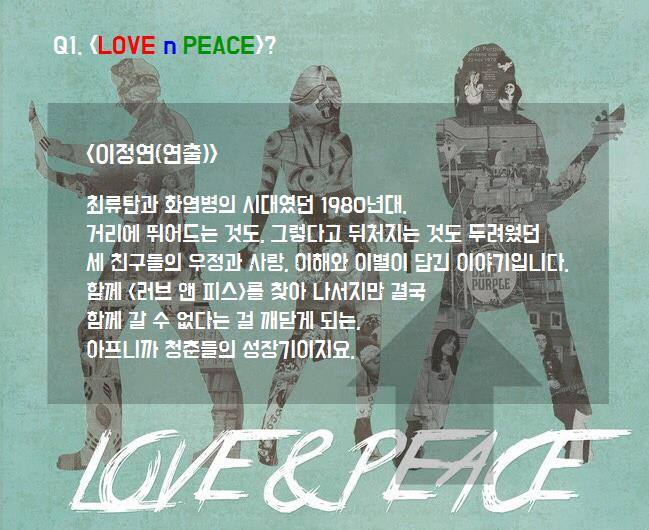 Q1. <LOVE n PEACE>?
<이정연(연출)>
최류탄과 화염병의 시대였던 1980년대.
거리에 뛰어드는 것도, 그렇다고 뒤처지는 것도 두려웠던
세 친구들의 우정과 사랑, 이해와 이별이 담긴 이야기입니다.
함께 <러브 앤 피스>를 찾아 나서지만 결국
함께 갈 수 없다는 걸 깨닫게 되는,
아프니까 청춘들의 성장기이지요.
PURPLE
LOVE&PEACE